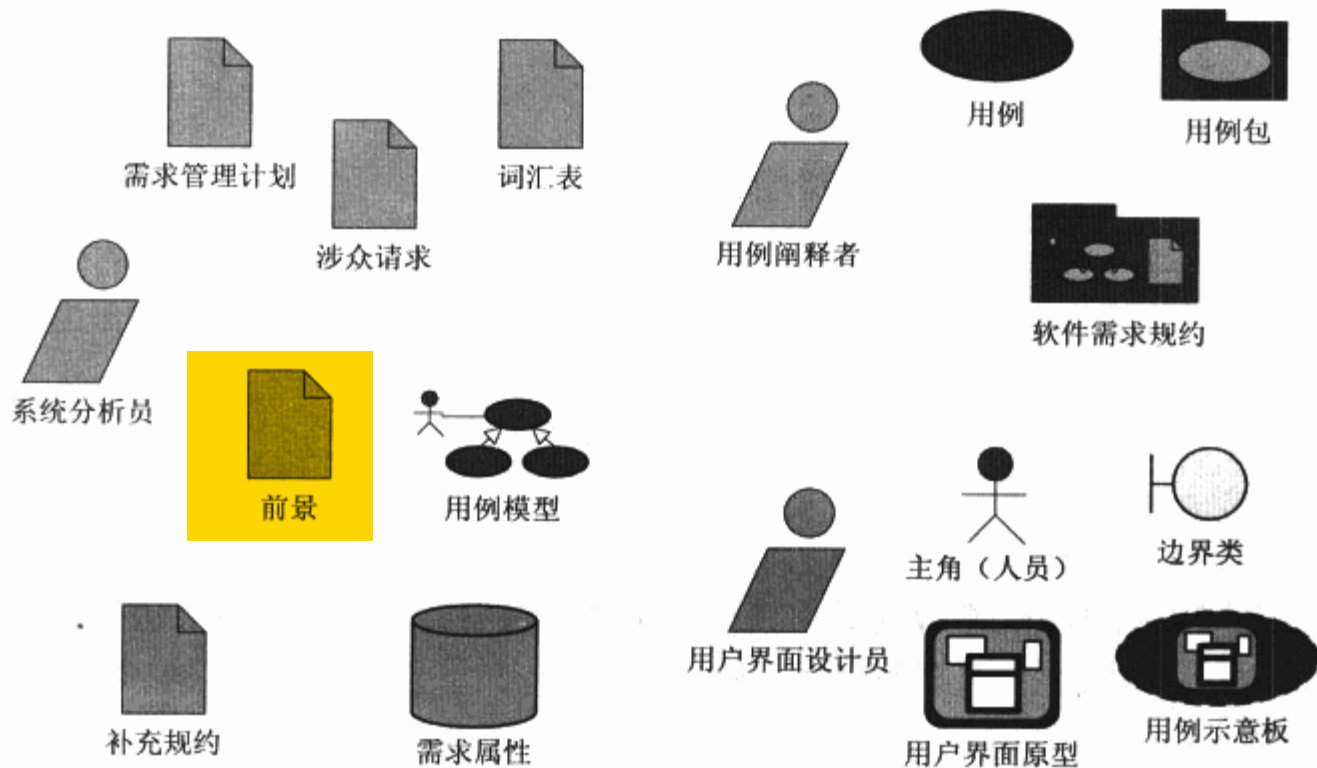 需求管理计划
涉众请求
词汇表
系统分析员
前景
用例模型
补充规约
需求属性
用例
用例包
用例阐释者
软件需求规约
主角（人员）
边界类
用户界面设计员
用户界面原型
用例示意板